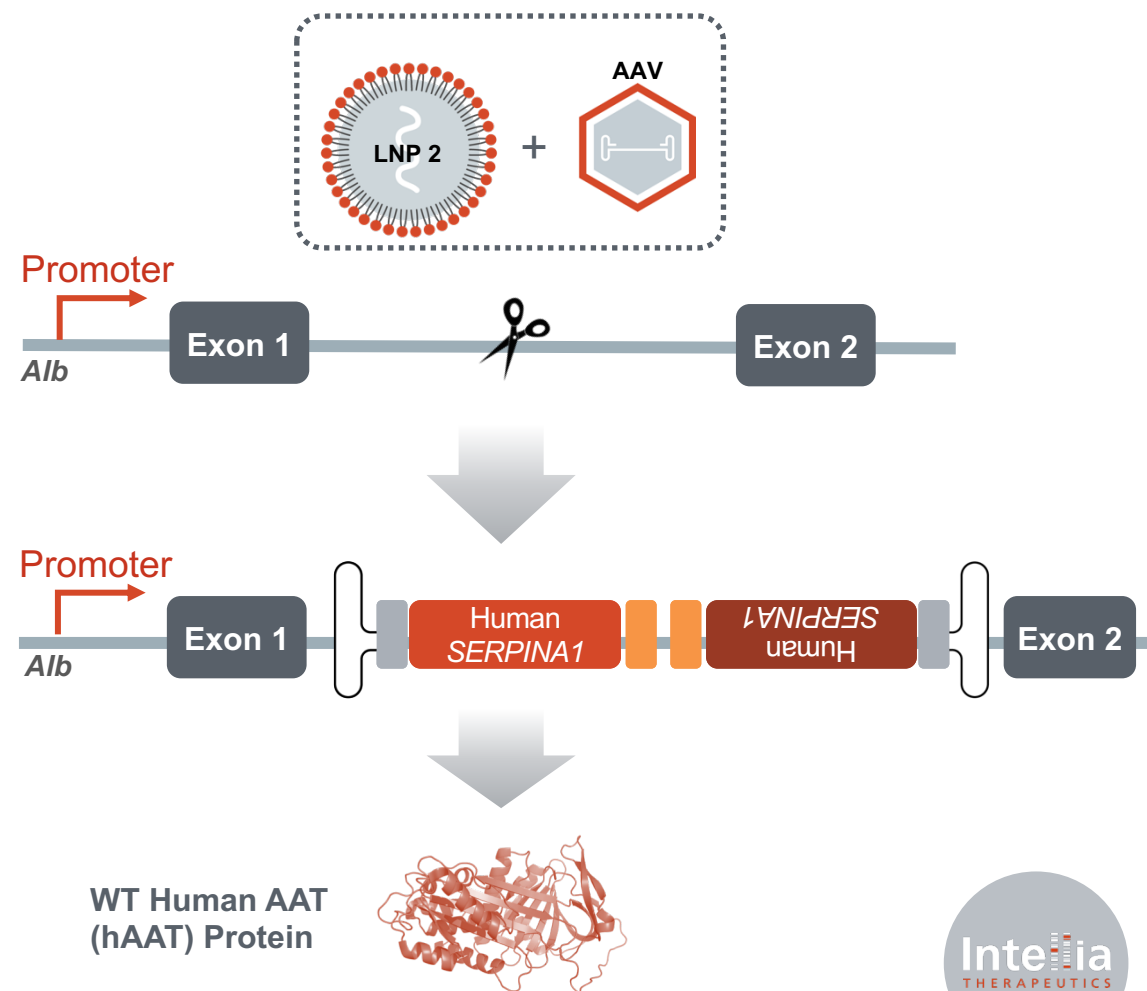 AAV
LNP 2
+
Promoter
Exon 1
Exon 2
Alb
Promoter
Exon 1
Human
SERPINA1
Human
SERPINA1
Exon 2
Alb
WT Human AAT
(hAAT) Protein
Intellia
THERAPEUTICS